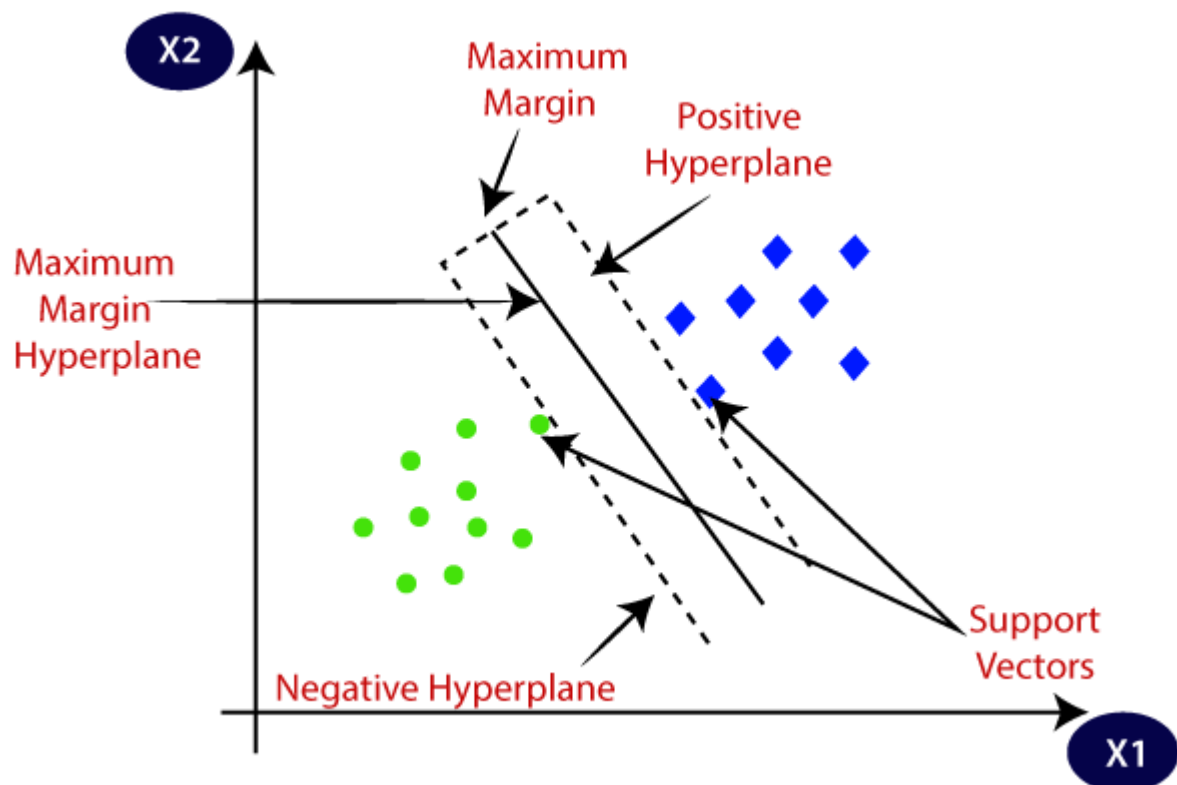 X2
Maximum
Margin
Positive
Hyperplane
Maximum
Margin
Hyperplane
Support
Vectors
Negative Hyperplane
X1